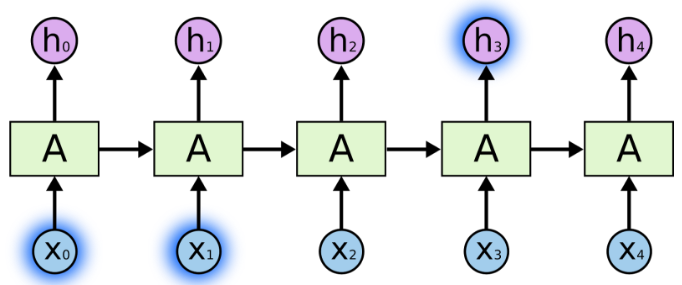 h₀ h₁ h₂ h₃ h₄
A A A A A
x₀ x₁ x₂ x₃ x₄